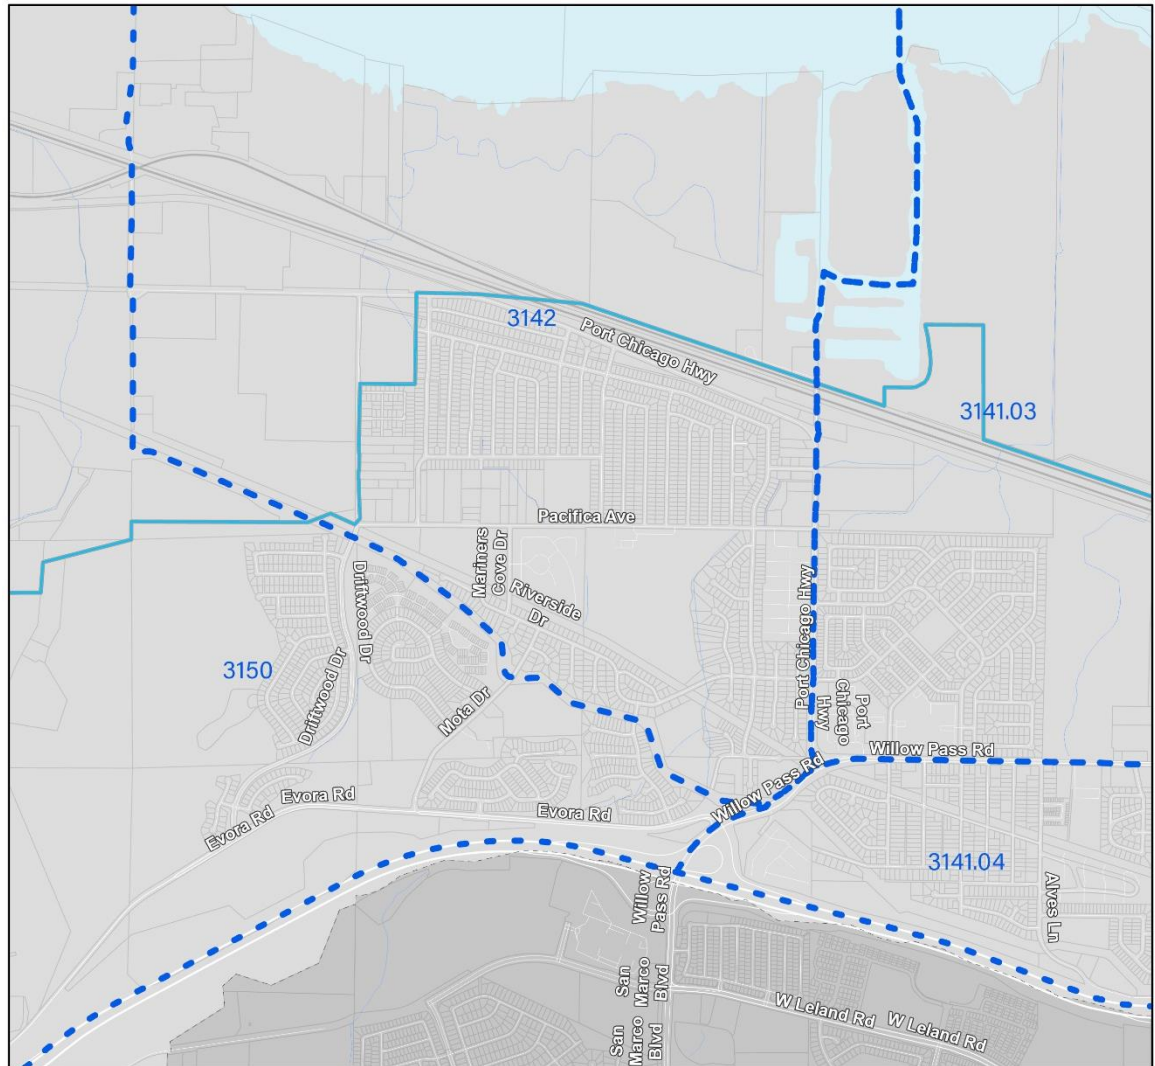 3142
Port Chicago Hwy
3141.03
Pacifica Ave
Mariners
Cove Dr
Riverside
Dr
Driftwood Dr
Port Chicago Hwy
3150
Driftwood Dr
Mota Dr
Port
Chicago
Hwy
Willow Pass Rd
Willow Pass Rd
Evora Rd
Evora Rd
Evora Rd
3141.04
Willow
Pass Rd
Alves Ln
San
Marco
Blvd
W Leland Rd
W Leland Rd
San
Marco
Blvd